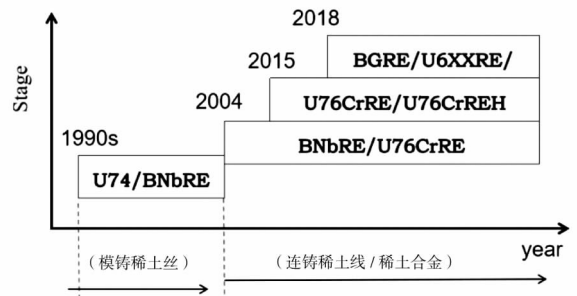 2018
BGRE/U6XXRE/
2015
U76CrRE/U76CrREH
2004
BNbRE/U76CrRE
1990s
U74/BNbRE
Stage
year
（模铸稀土丝）
（连铸稀土线 / 稀土合金）